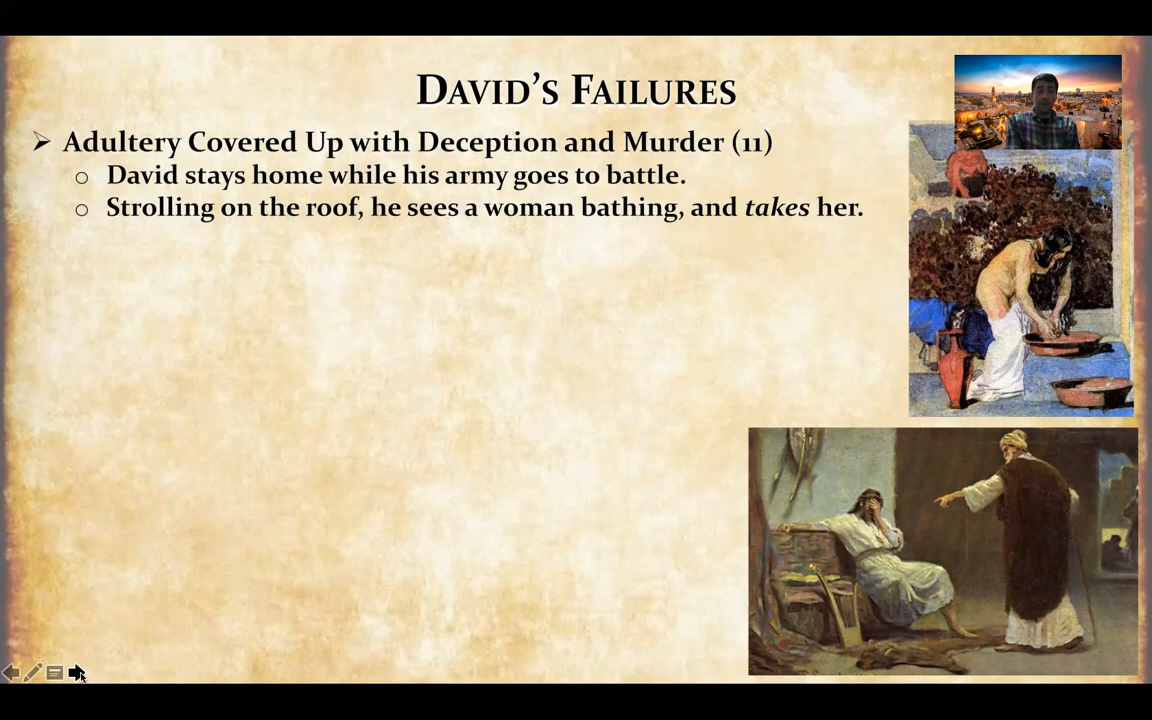 David's Failures
Adultery Covered Up with Deception and Murder (11)
David stays home while his army goes to battle.
Strolling on the roof, he sees a woman bathing, and takes her.